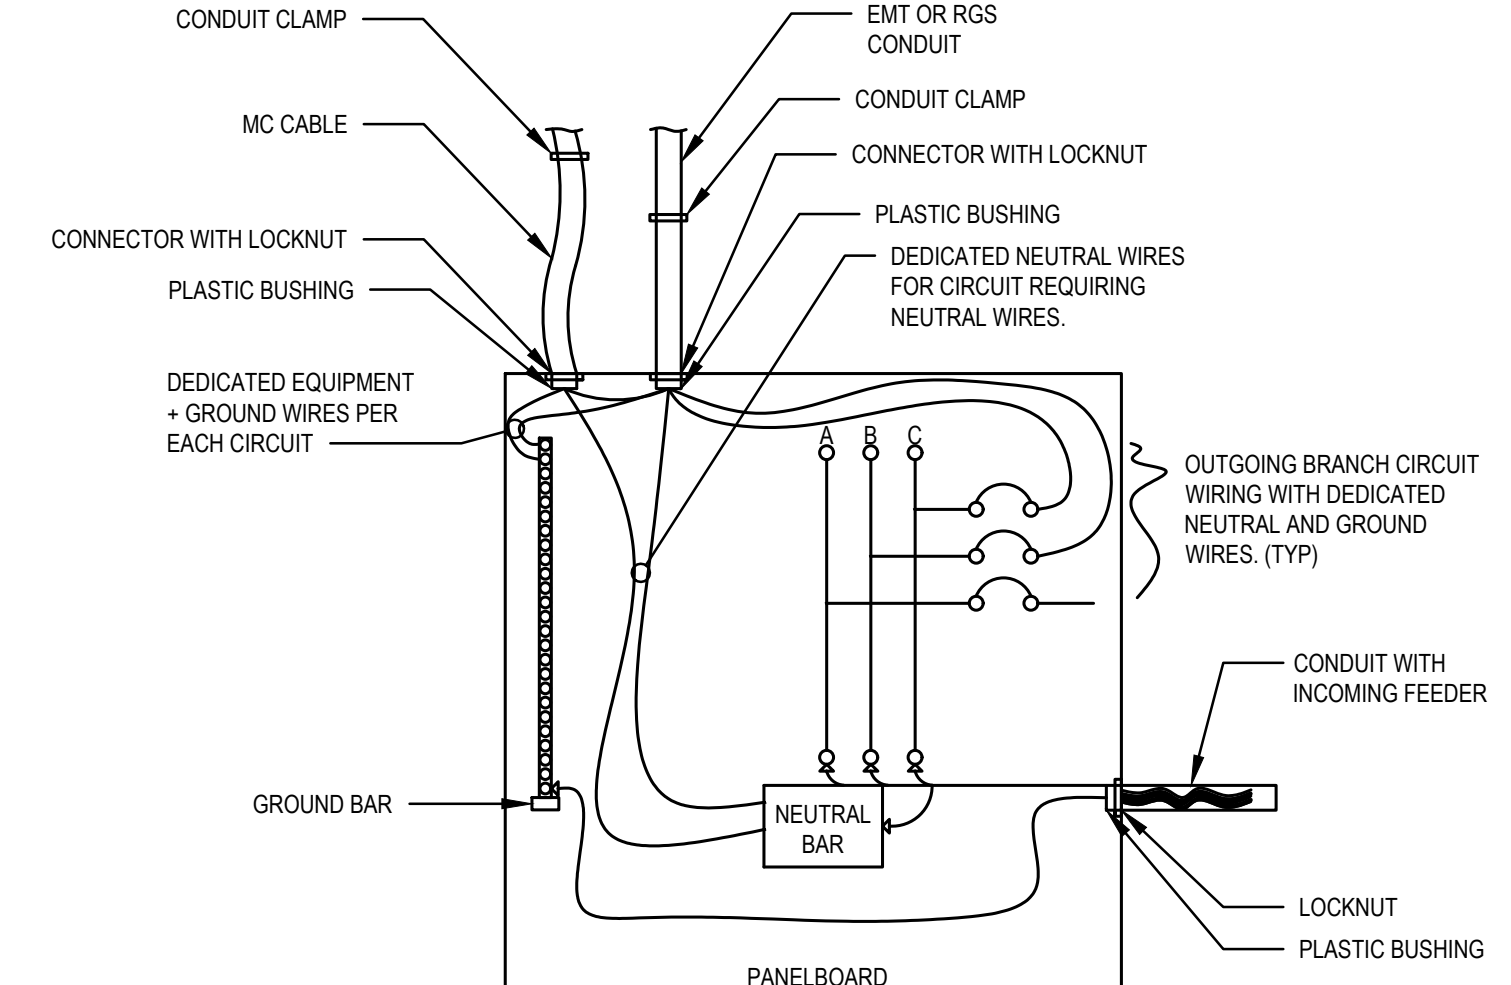 CONDUIT CLAMP
EMT OR RGS
CONDUIT
CONDUIT CLAMP
MC CABLE
CONNECTOR WITH LOCKNUT
PLASTIC BUSHING
CONNECTOR WITH LOCKNUT
DEDICATED NEUTRAL WIRES
FOR CIRCUIT REQUIRING
NEUTRAL WIRES.
PLASTIC BUSHING
DEDICATED EQUIPMENT
+ GROUND WIRES PER
EACH CIRCUIT
A B C
OUTGOING BRANCH CIRCUIT
WIRING WITH DEDICATED
NEUTRAL AND GROUND
WIRES. (TYP)
CONDUIT WITH
INCOMING FEEDER
GROUND BAR
NEUTRAL
BAR
LOCKNUT
PLASTIC BUSHING
PANELBOARD